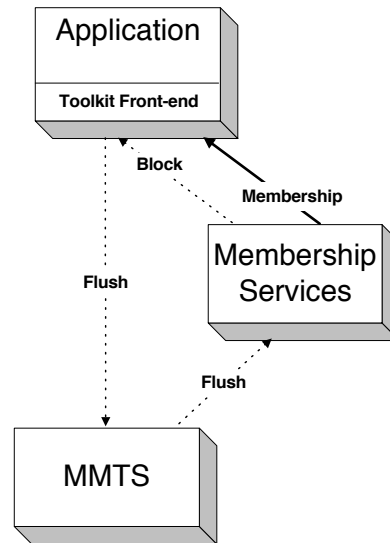 Application
Toolkit Front-end
Block
Membership
Membership
Services
Flush
Flush
MMTS